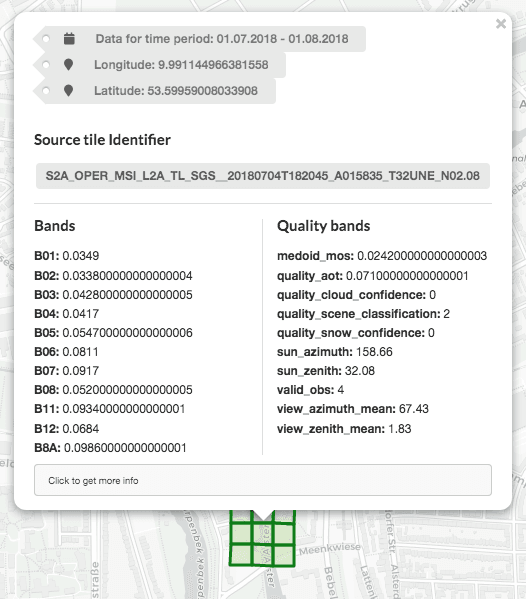 Data for time period: 01.07.2018 - 01.08.2018
Longitude: 9.991144966381558
Latitude: 53.59959008033908
Source tile Identifier
S2A_OPER_MSI_L2A_TL_SGS__20180704T182045_A015835_T32UNE_N02.08
Bands
B01: 0.0349
B02: 0.033800000000000004
B03: 0.042800000000000005
B04: 0.0417
B05: 0.054700000000000006
B06: 0.0811
B07: 0.0917
B08: 0.052000000000000005
B11: 0.09340000000000001
B12: 0.0684
B8A: 0.09860000000000001
Quality bands
medoid_mos: 0.024200000000000003
quality_aot: 0.07100000000000001
quality_cloud_confidence: 0
quality_scene_classification: 2
quality_snow_confidence: 0
sun_azimuth: 158.66
sun_zenith: 32.08
valid_obs: 4
view_azimuth_mean: 67.43
view_zenith_mean: 1.83
Click to get more info
Meenkwiese